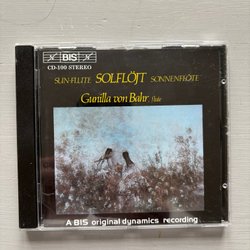 BIS
CD-100 STEREO
SUN-FLUTE SOLFLÖJT SONNENFLÖTE
Gunilla von Bahr, flute
A BIS original dynamics recording